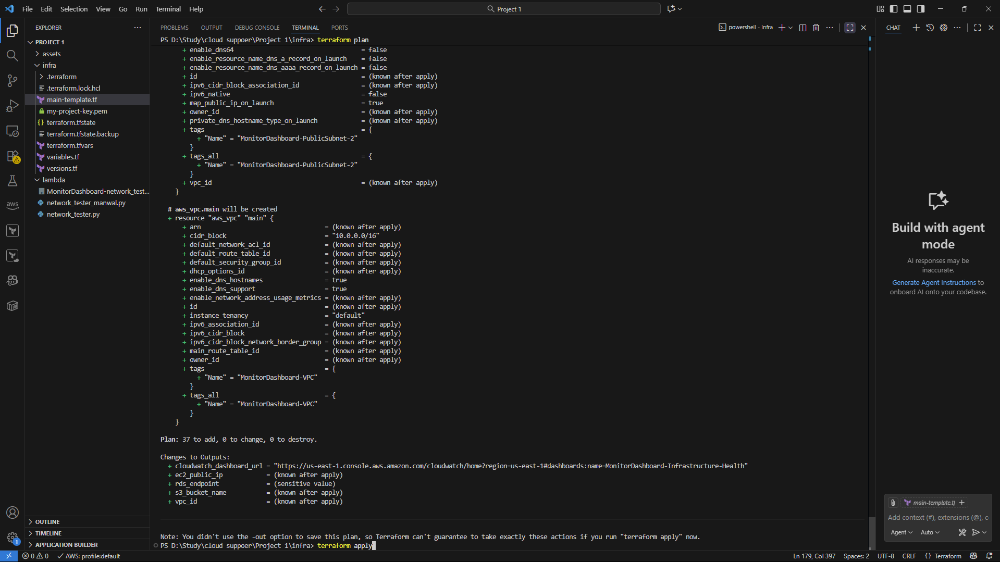 File Edit Selection View Go Run Terminal Help
Project 1
EXPLORER
PROJECT 1
assets
infra
.terraform
.terraform.lock.hcl
main-template.tf
my-project-key.pem
terraform.tfstate
terraform.tfstate.backup
terraform.tfvars
variables.tf
versions.tf
lambda
MonitorDashboard-network_test...
network_tester_manwal.py
network_tester.py
OUTLINE
TIMELINE
APPLICATION BUILDER
aws
1
PROBLEMS OUTPUT DEBUG CONSOLE TERMINAL PORTS
powershell - infra
PS D:\Study\cloud suppoer\Project 1\infra> terraform plan
+ enable_dns64 = false
+ enable_resource_name_dns_a_record_on_launch = false
+ enable_resource_name_dns_aaaa_record_on_launch = false
+ id = (known after apply)
+ ipv6_cidr_block_association_id = (known after apply)
+ ipv6_native = false
+ map_public_ip_on_launch = true
+ owner_id = (known after apply)
+ private_dns_hostname_type_on_launch = (known after apply)
+ tags = {
+ "Name" = "MonitorDashboard-PublicSubnet-2"
}
+ tags_all = {
+ "Name" = "MonitorDashboard-PublicSubnet-2"
}
+ vpc_id = (known after apply)
}
# aws_vpc.main will be created
+ resource "aws_vpc" "main" {
+ arn = (known after apply)
+ cidr_block = "10.0.0.0/16"
+ default_network_acl_id = (known after apply)
+ default_route_table_id = (known after apply)
+ default_security_group_id = (known after apply)
+ dhcp_options_id = (known after apply)
+ enable_dns_hostnames = true
+ enable_dns_support = true
+ enable_network_address_usage_metrics = (known after apply)
+ id = (known after apply)
+ instance_tenancy = "default"
+ ipv6_association_id = (known after apply)
+ ipv6_cidr_block = (known after apply)
+ ipv6_cidr_block_network_border_group = (known after apply)
+ main_route_table_id = (known after apply)
+ owner_id = (known after apply)
+ tags = {
+ "Name" = "MonitorDashboard-VPC"
}
+ tags_all = {
+ "Name" = "MonitorDashboard-VPC"
}
}
Plan: 37 to add, 0 to change, 0 to destroy.
Changes to Outputs:
+ cloudwatch_dashboard_url = "https://us-east-1.console.aws.amazon.com/cloudwatch/home?region=us-east-1#dashboards:name=MonitorDashboard-Infrastructure-Health"
+ ec2_public_ip = (known after apply)
+ rds_endpoint = (sensitive value)
+ s3_bucket_name = (known after apply)
+ vpc_id = (known after apply)
Note: You didn't use the -out option to save this plan, so Terraform can't guarantee to take exactly these actions if you run "terraform apply" now.
PS D:\Study\cloud suppoer\Project 1\infra> terraform apply
CHAT
Build with agent
mode
AI responses may be
inaccurate.
Generate Agent Instructions to
onboard AI onto your codebase.
main-template.tf
Add context (#), extensions (@), c
Agent Auto
0 0 AWS: profile:default
Ln 179, Col 397 Spaces: 2 UTF-8 CRLF {} Terraform